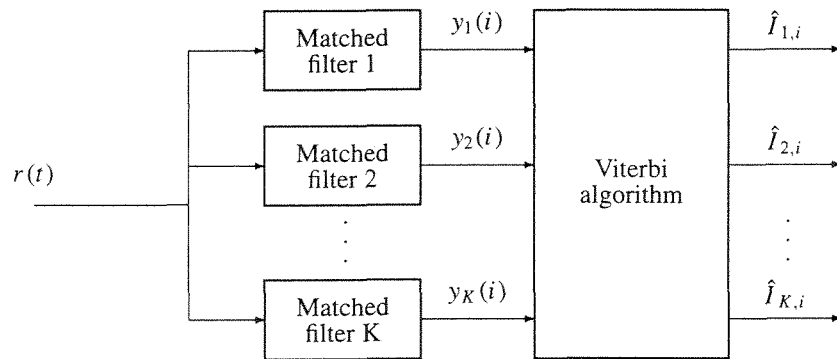 Matched
filter 1
y₁(i)
Î₁,ᵢ
Matched
filter 2
y₂(i)
Î₂,ᵢ
r(t)
Viterbi
algorithm
Matched
filter K
y_K(i)
Î_K,i